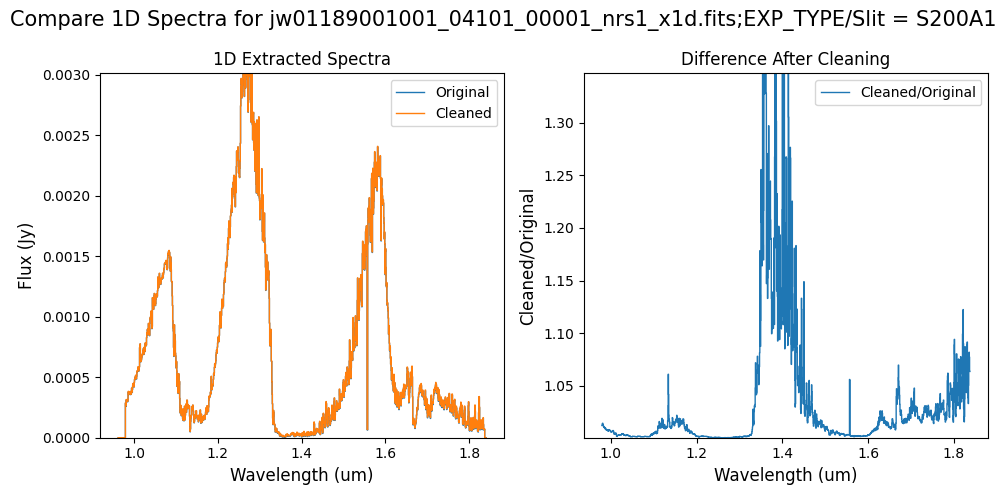 Compare 1D Spectra for jw01189001001_04101_00001_nrs1_x1d.fits;EXP_TYPE/Slit = S200A1
1D Extracted Spectra
Flux (Jy)
0.0030
0.0025
0.0020
0.0015
0.0010
0.0005
0.0000
Original
Cleaned
1.0 1.2 1.4 1.6 1.8
Wavelength (um)
Difference After Cleaning
Cleaned/Original
1.30
1.25
1.20
1.15
1.10
1.05
Cleaned/Original
1.0 1.2 1.4 1.6 1.8
Wavelength (um)